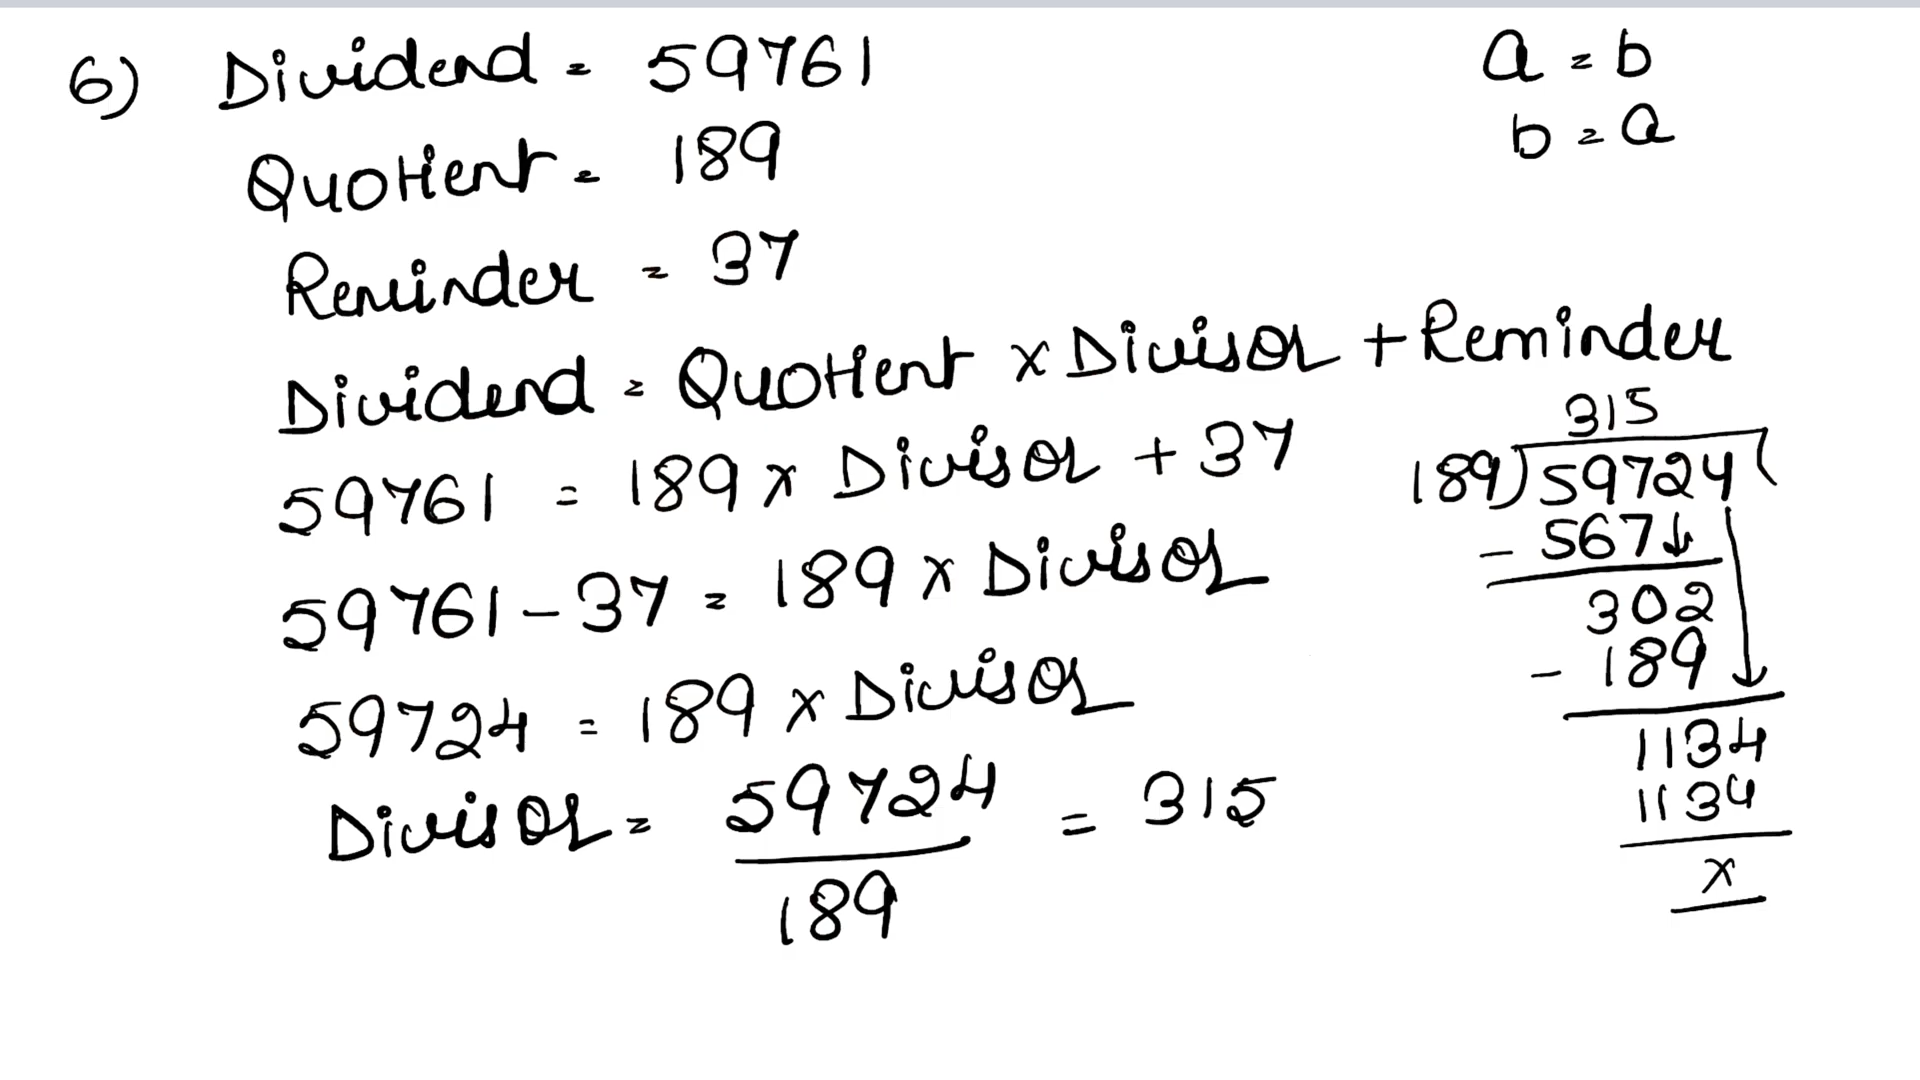 6) Dividend = 59761
Quotient = 189
Reminder = 37
Dividend = Quotient x Divisor + Reminder
59761 = 189 x Divisor + 37
59761 - 37 = 189 x Divisor
59724 = 189 x Divisor
Divisor = 59724 = 315
189
a = b
b = a
315
189)59724(
- 567↓
302
- 189
1134
1134
x